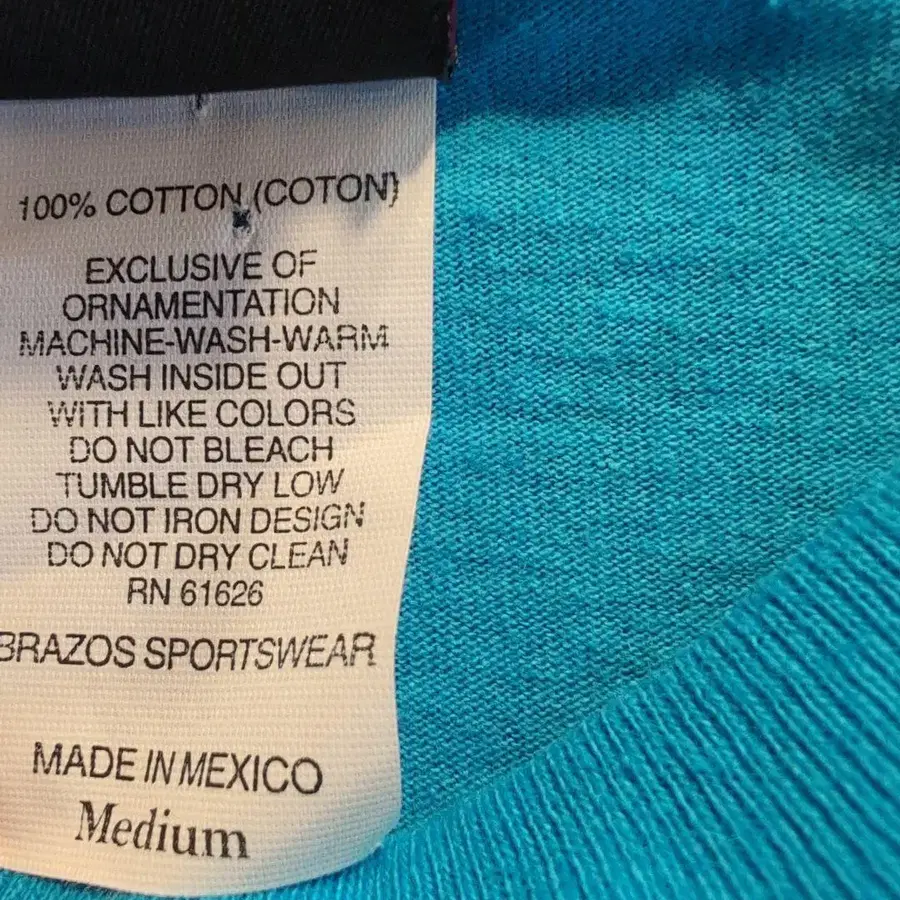 100% COTTON (COTON)
EXCLUSIVE OF
ORNAMENTATION
MACHINE-WASH-WARM
WASH INSIDE OUT
WITH LIKE COLORS
DO NOT BLEACH
TUMBLE DRY LOW
DO NOT IRON DESIGN
DO NOT DRY CLEAN
RN 61626
BRAZOS SPORTSWEAR
MADE IN MEXICO
Medium